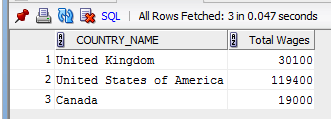 SQL | All Rows Fetched: 3 in 0.047 seconds
COUNTRY_NAME Total Wages
1 United Kingdom 30100
2 United States of America 119400
3 Canada 19000